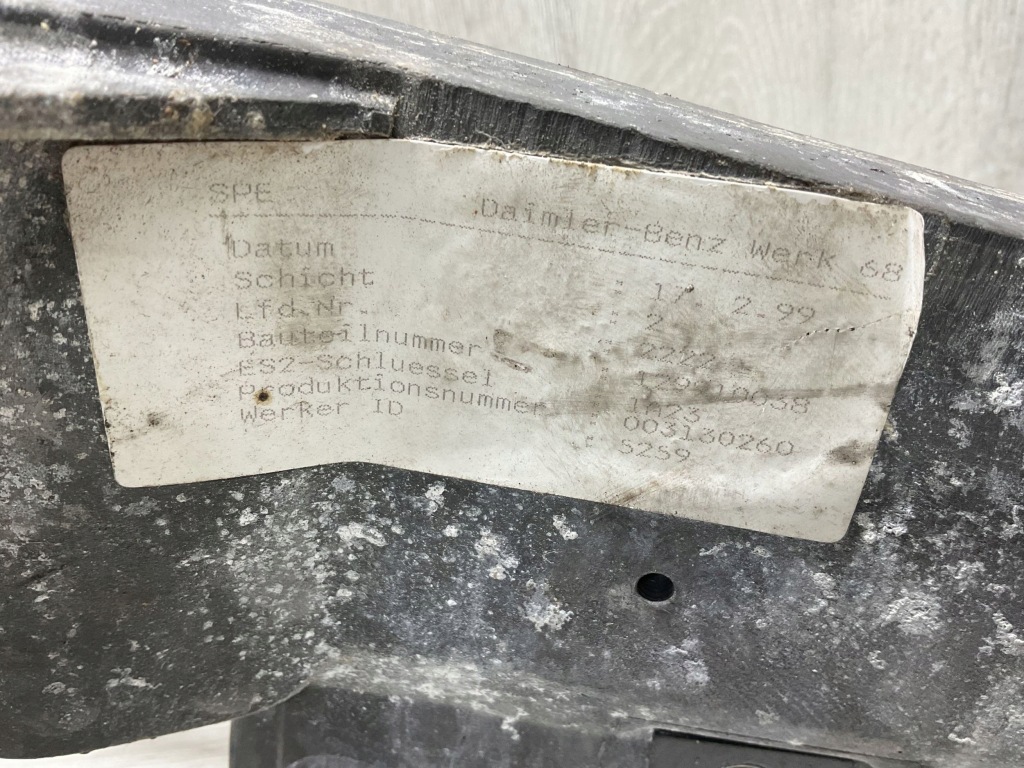 SPE Daimler-Benz Werk 68
Datum : 17. 2.99
Schicht : 2
Lfd.Nr. :
Bauteilnummer :
ES2-Schluessel : 1A23
Produktionsnummer : 003130260
Werker ID : 5259